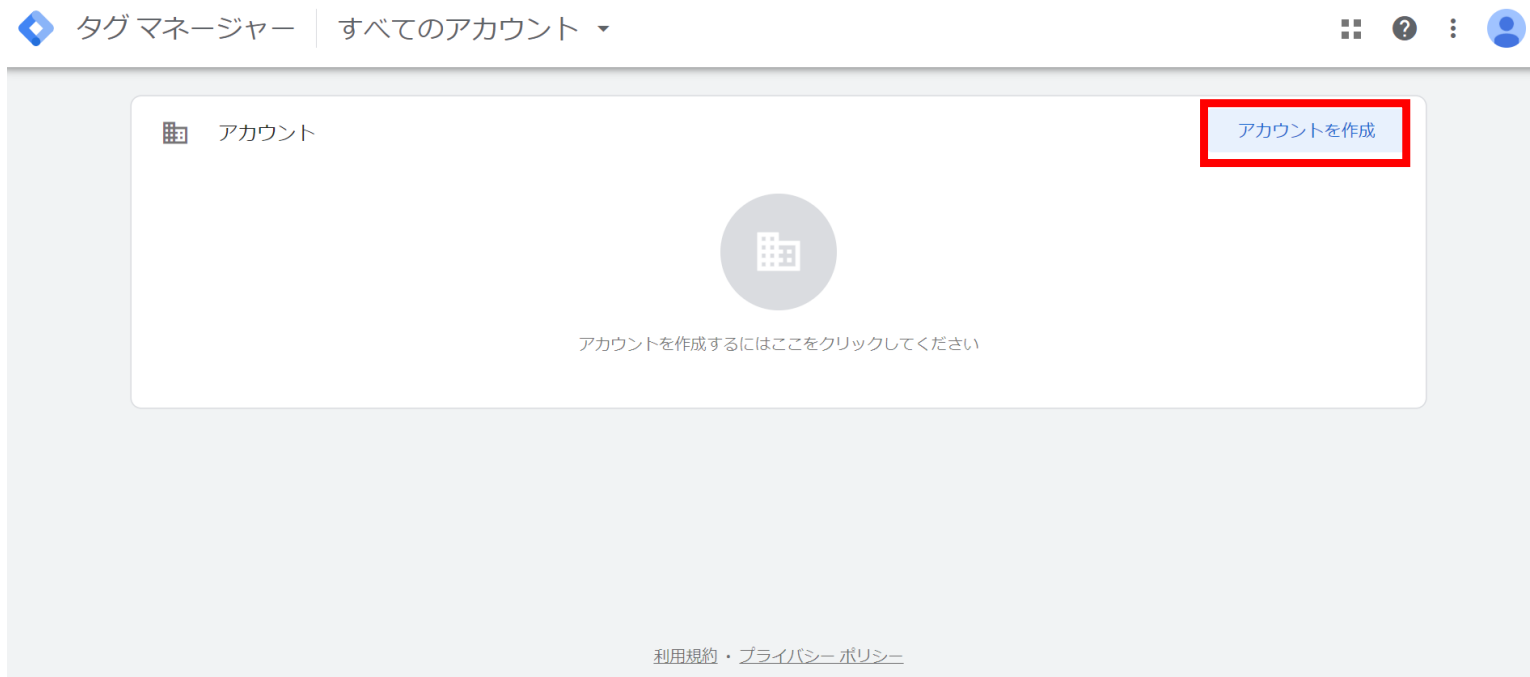 タグ マネージャー すべてのアカウント
アカウント アカウントを作成
アカウントを作成するにはここをクリックしてください
利用規約・プライバシー ポリシー